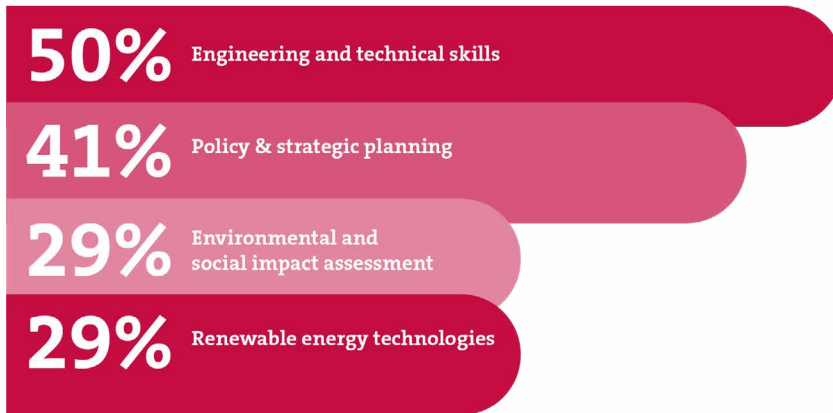 50% Engineering and technical skills
41% Policy & strategic planning
29% Environmental and
social impact assessment
29% Renewable energy technologies